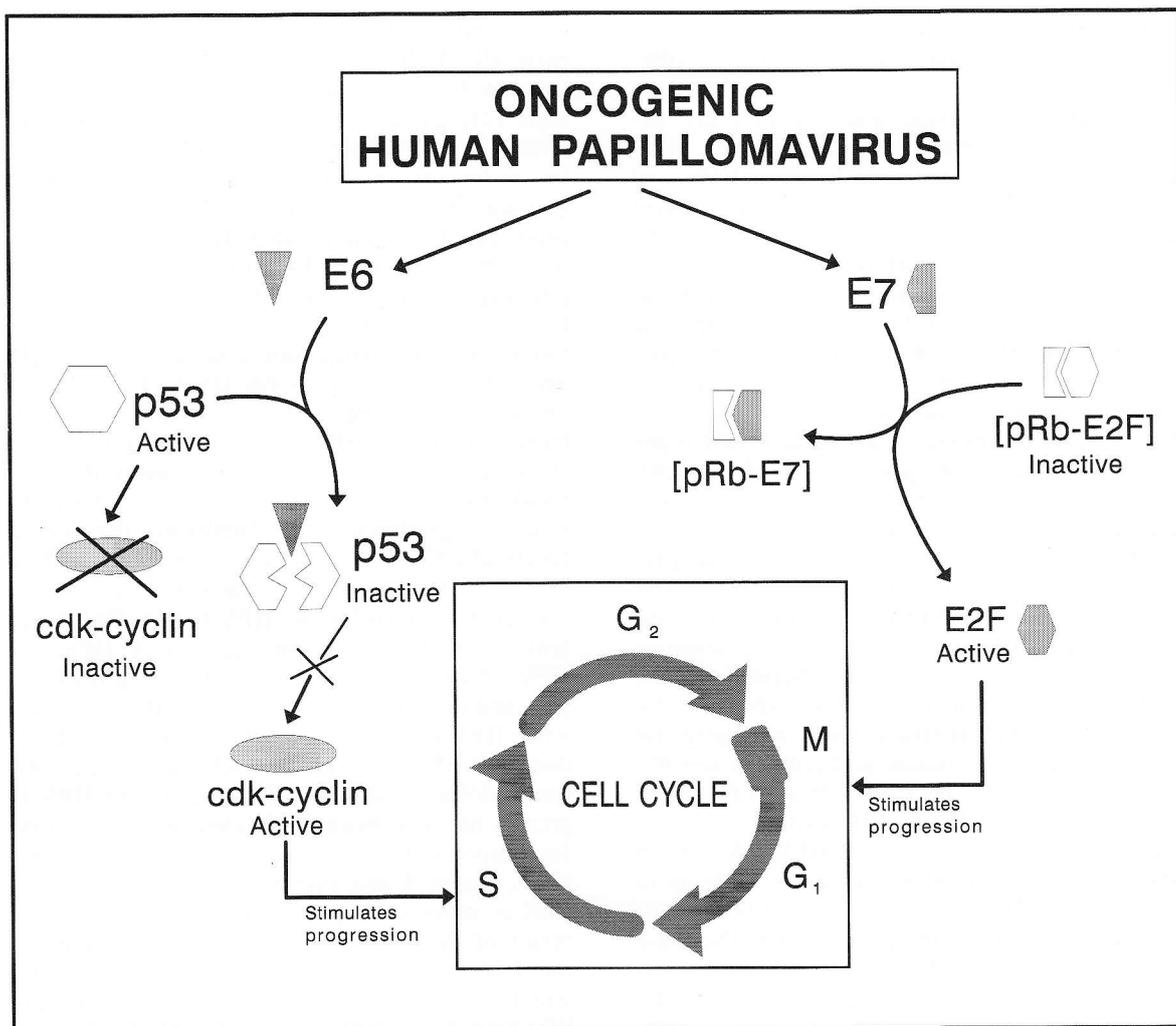 ONCOGENIC
HUMAN PAPILLOMAVIRUS
E6
E7
p53
Active
[pRb-E7]
[pRb-E2F]
Inactive
cdk-cyclin
Inactive
p53
Inactive
E2F
Active
cdk-cyclin
Active
Stimulates
progression
G2
M
CELL CYCLE
S
G1
Stimulates
progression